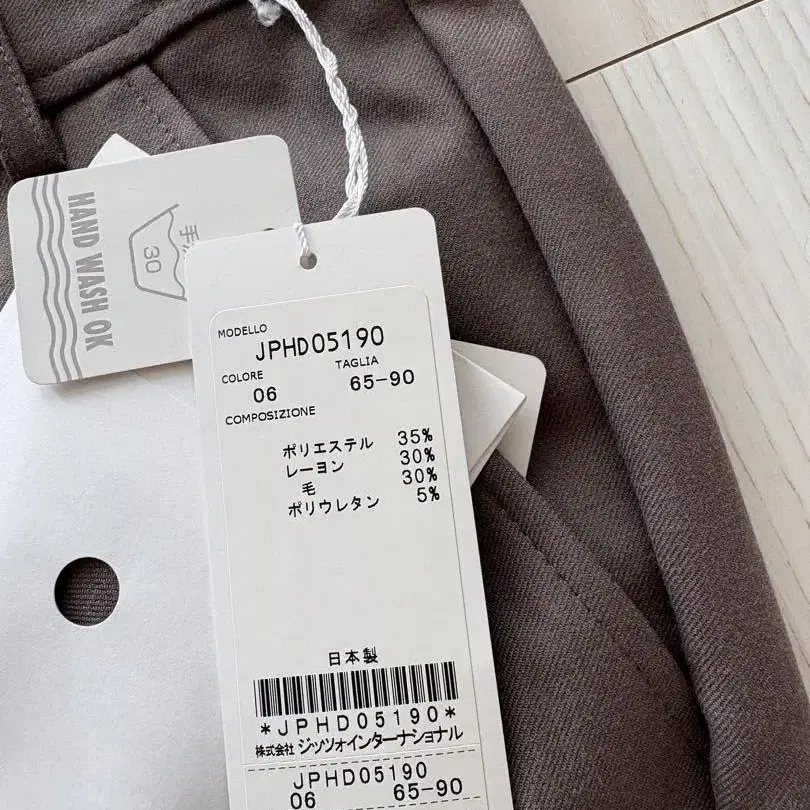 HAND WASH OK
30
手
MODELLO
JPHD05190
COLORE TAGLIA
06 65-90
COMPOSIZIONE
ポリエステル 35%
レーヨン 30%
毛 30%
ポリウレタン 5%
日本製
*JPHD05190*
株式会社 ジッツォインターナショナル
JPHD05190
06 65-90